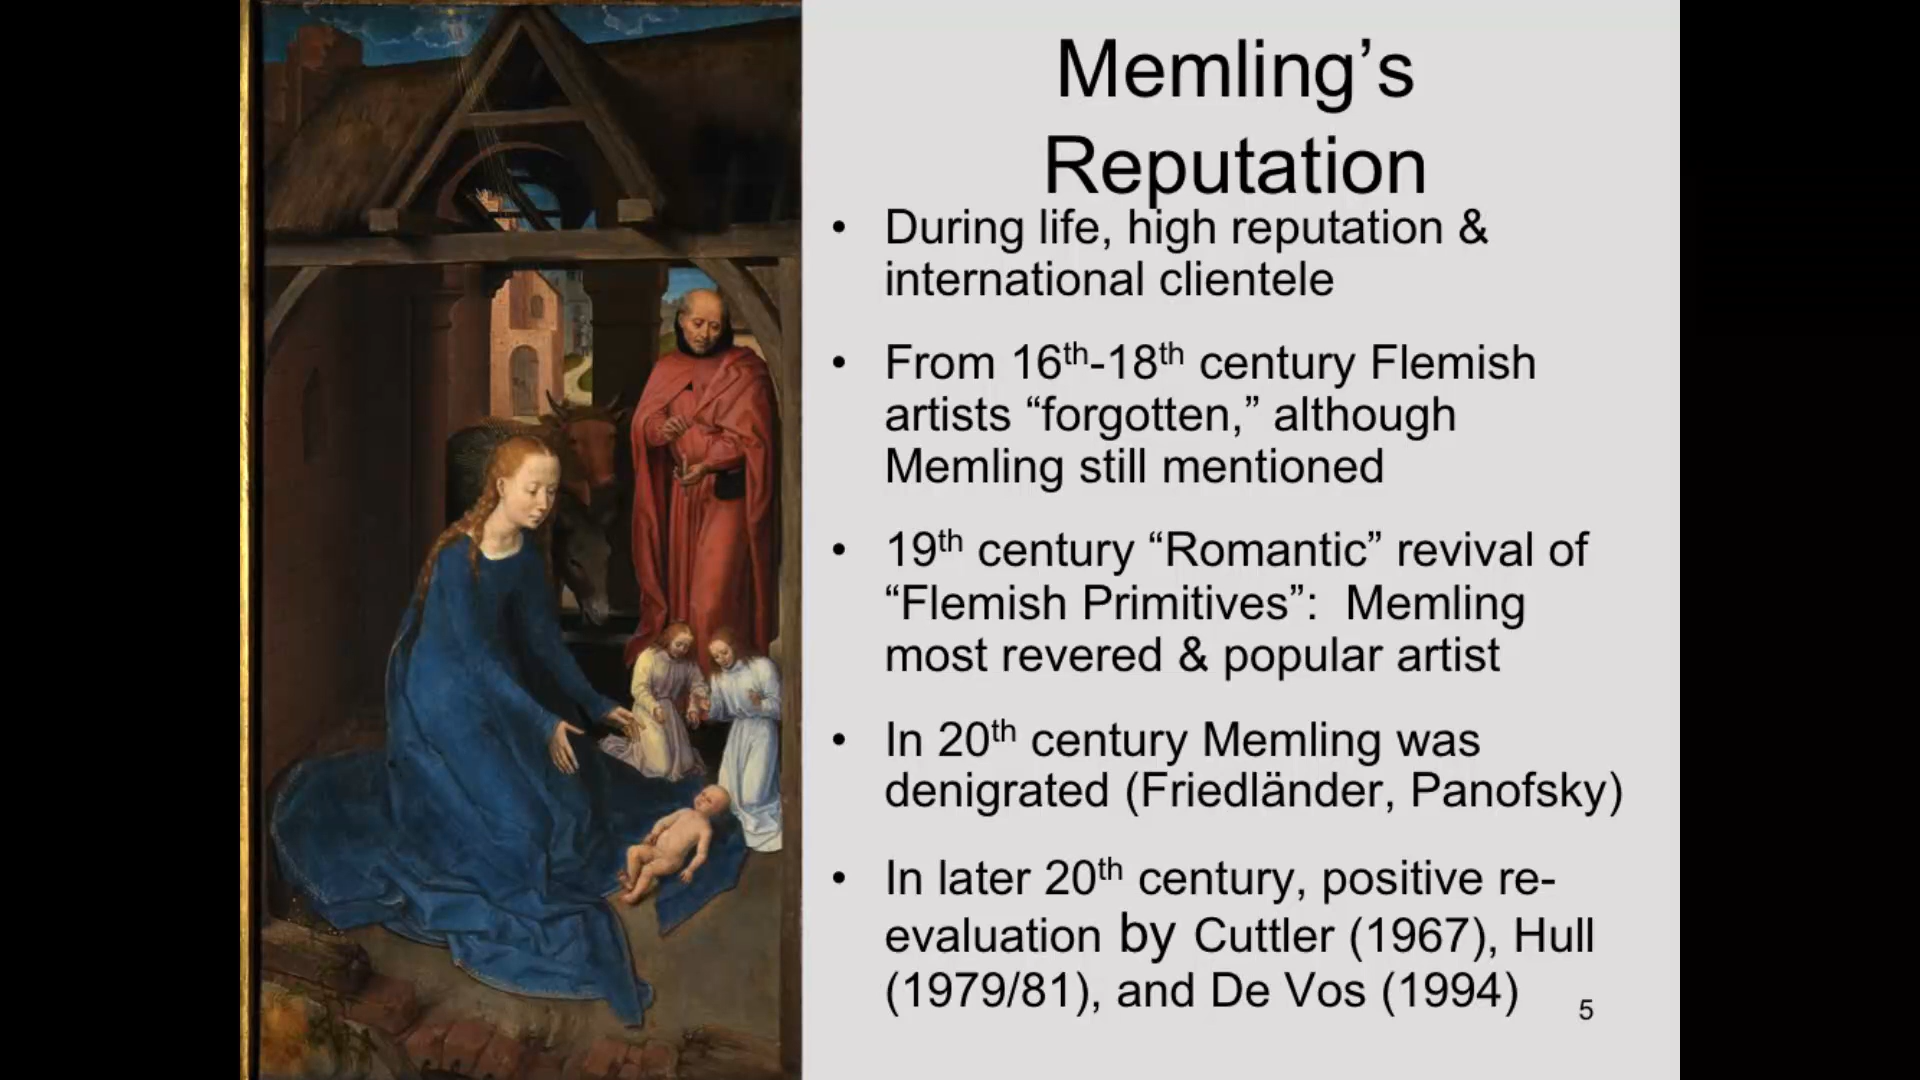 Memling’s
Reputation
• During life, high reputation &
international clientele
• From 16th-18th century Flemish
artists “forgotten,” although
Memling still mentioned
• 19th century “Romantic” revival of
“Flemish Primitives”:  Memling
most revered & popular artist
• In 20th century Memling was
denigrated (Friedländer, Panofsky)
• In later 20th century, positive re-
evaluation by Cuttler (1967), Hull
(1979/81), and De Vos (1994)
5